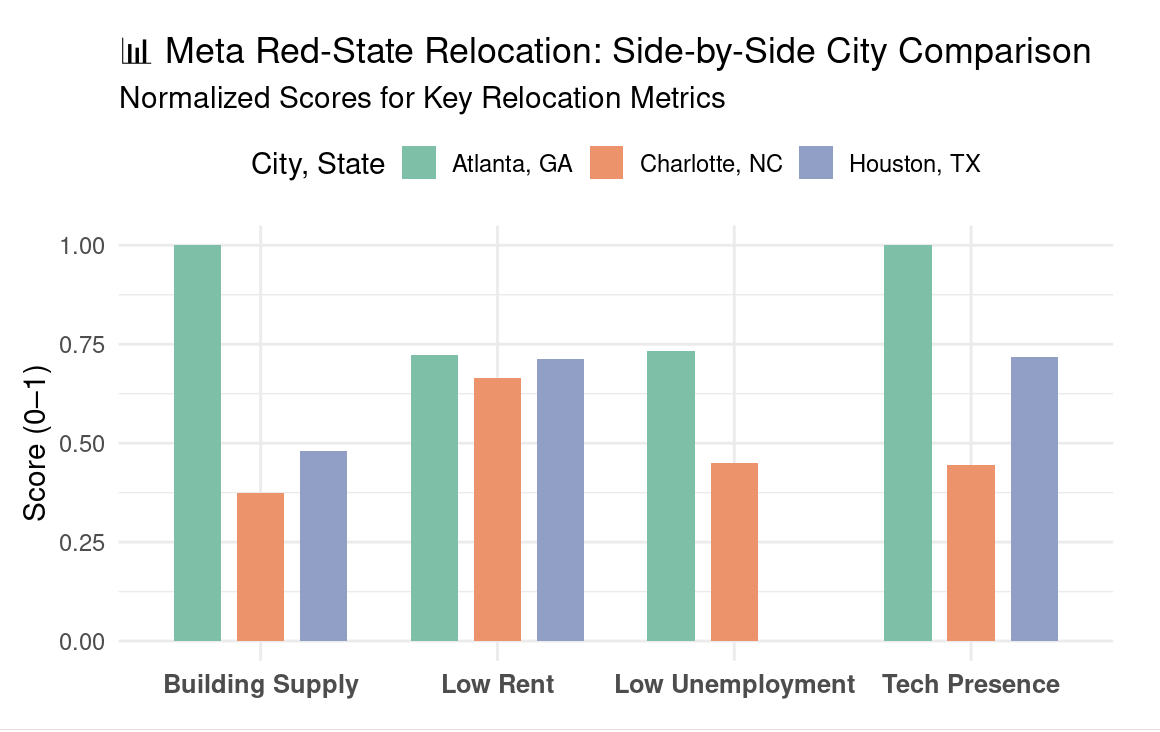 📊 Meta Red-State Relocation: Side-by-Side City Comparison
Normalized Scores for Key Relocation Metrics
City, State Atlanta, GA Charlotte, NC Houston, TX
Score (0–1)
1.00
0.75
0.50
0.25
0.00
Building Supply Low Rent Low Unemployment Tech Presence